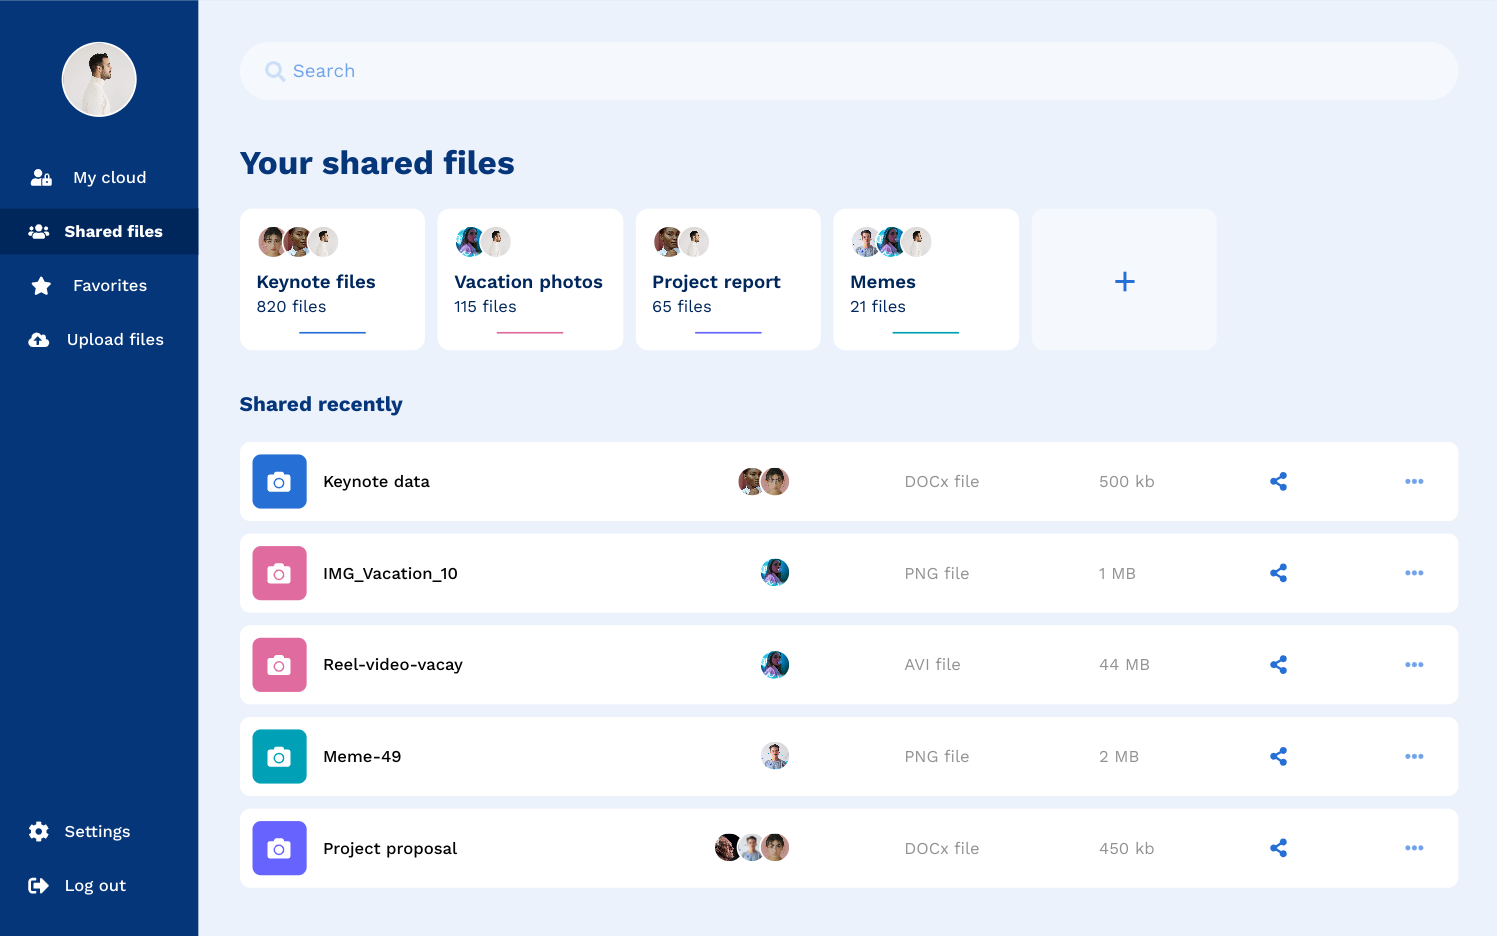 Search
My cloud
Shared files
Favorites
Upload files
Settings
Log out
Your shared files
Keynote files
820 files
Vacation photos
115 files
Project report
65 files
Memes
21 files
+
Shared recently
Keynote data DOCx file 500 kb
IMG_Vacation_10 PNG file 1 MB
Reel-video-vacay AVI file 44 MB
Meme-49 PNG file 2 MB
Project proposal DOCx file 450 kb